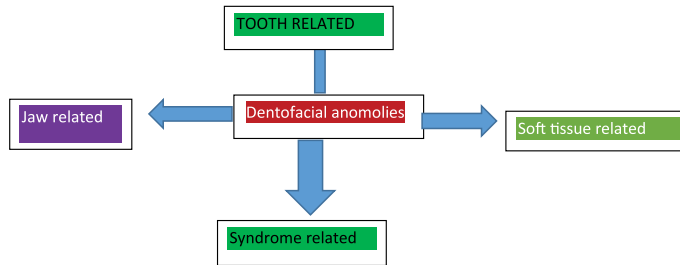 TOOTH RELATED
Jaw related
Dentofacial anomolies
Soft tissue related
Syndrome related